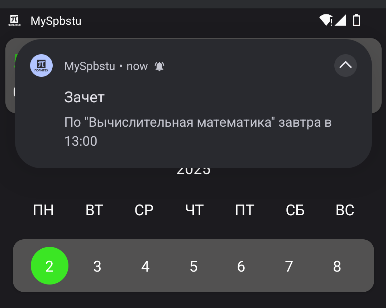 MySpbstu
MySpbstu • now
Зачет
По "Вычислительная математика" завтра в
13:00
2025
ПН ВТ СР ЧТ ПТ СБ ВС
2 3 4 5 6 7 8